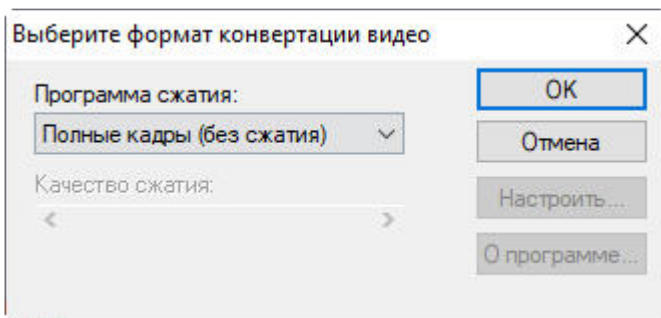 Выберите формат конвертации видео
Программа сжатия:
Полные кадры (без сжатия)
Качество сжатия:
OK
Отмена
Настроить...
О программе...